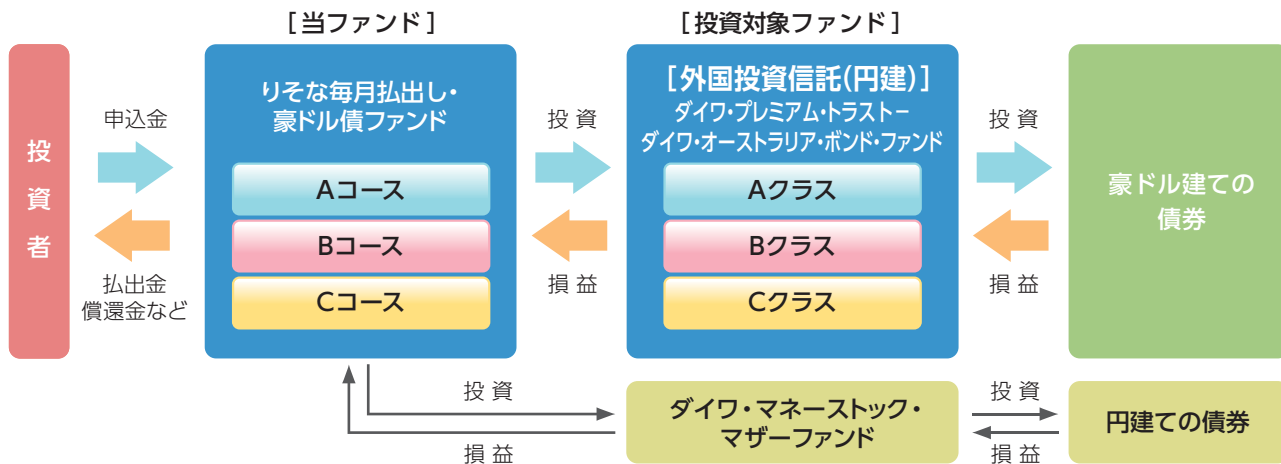 [当ファンド]
[投資対象ファンド]
投資者
申込金
払出金
償還金など
りそな毎月払出し・
豪ドル債ファンド
Aコース
Bコース
Cコース
投 資
損 益
[外国投資信託(円建)]
ダイワ・プレミアム・トラスト−
ダイワ・オーストラリア・ボンド・ファンド
Aクラス
Bクラス
Cクラス
投 資
損 益
豪ドル建ての
債券
投 資
損 益
ダイワ・マネーストック・
マザーファンド
投 資
損 益
円建ての債券